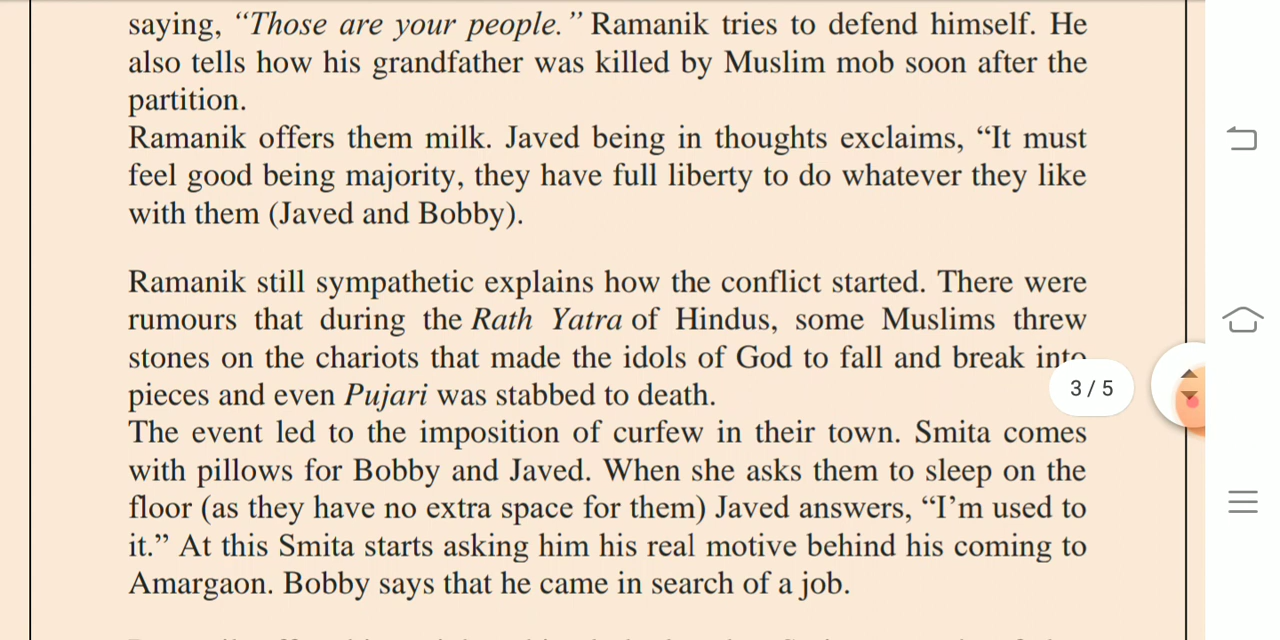 saying, “Those are your people.” Ramanik tries to defend himself. He
also tells how his grandfather was killed by Muslim mob soon after the
partition.
Ramanik offers them milk. Javed being in thoughts exclaims, “It must
feel good being majority, they have full liberty to do whatever they like
with them (Javed and Bobby).
Ramanik still sympathetic explains how the conflict started. There were
rumours that during the Rath Yatra of Hindus, some Muslims threw
stones on the chariots that made the idols of God to fall and break into
pieces and even Pujari was stabbed to death.
3 / 5
The event led to the imposition of curfew in their town. Smita comes
with pillows for Bobby and Javed. When she asks them to sleep on the
floor (as they have no extra space for them) Javed answers, “I’m used to
it.” At this Smita starts asking him his real motive behind his coming to
Amargaon. Bobby says that he came in search of a job.